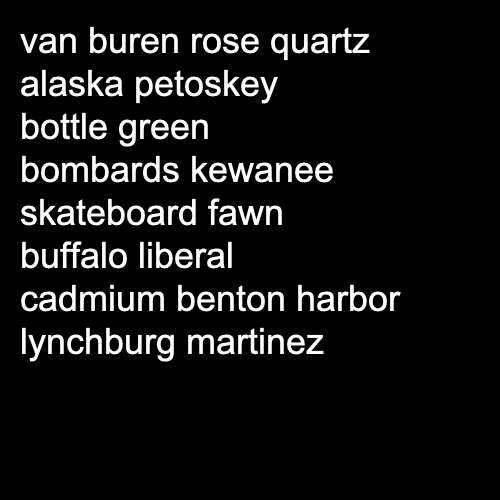 van buren rose quartz
alaska petoskey
bottle green
bombards kewanee
skateboard fawn
buffalo liberal
cadmium benton harbor
lynchburg martinez